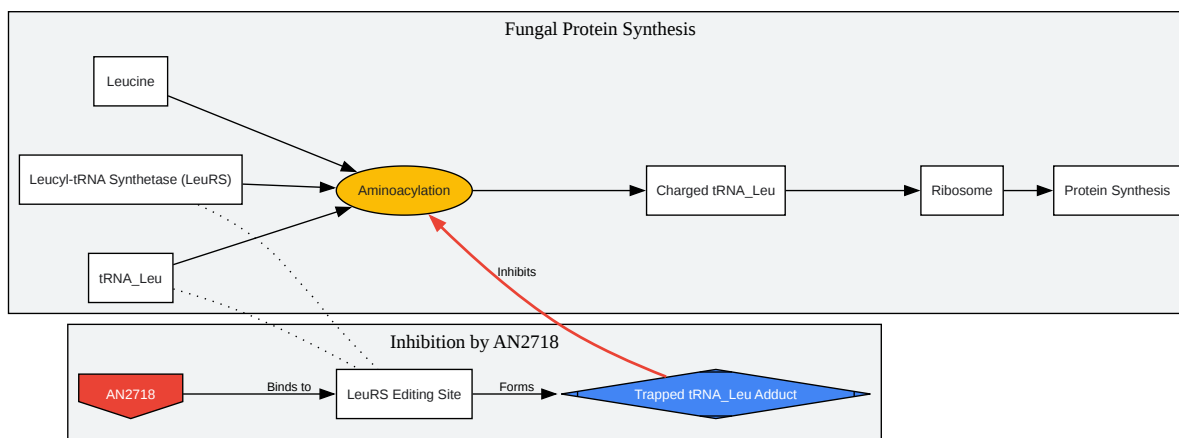 Fungal Protein Synthesis
Leucine
Leucyl-tRNA Synthetase (LeuRS)
Aminoacylation
Charged tRNA_Leu
Ribosome
Protein Synthesis
tRNA_Leu
Inhibits
Inhibition by AN2718
AN2718
Binds to
LeuRS Editing Site
Forms
Trapped tRNA_Leu Adduct